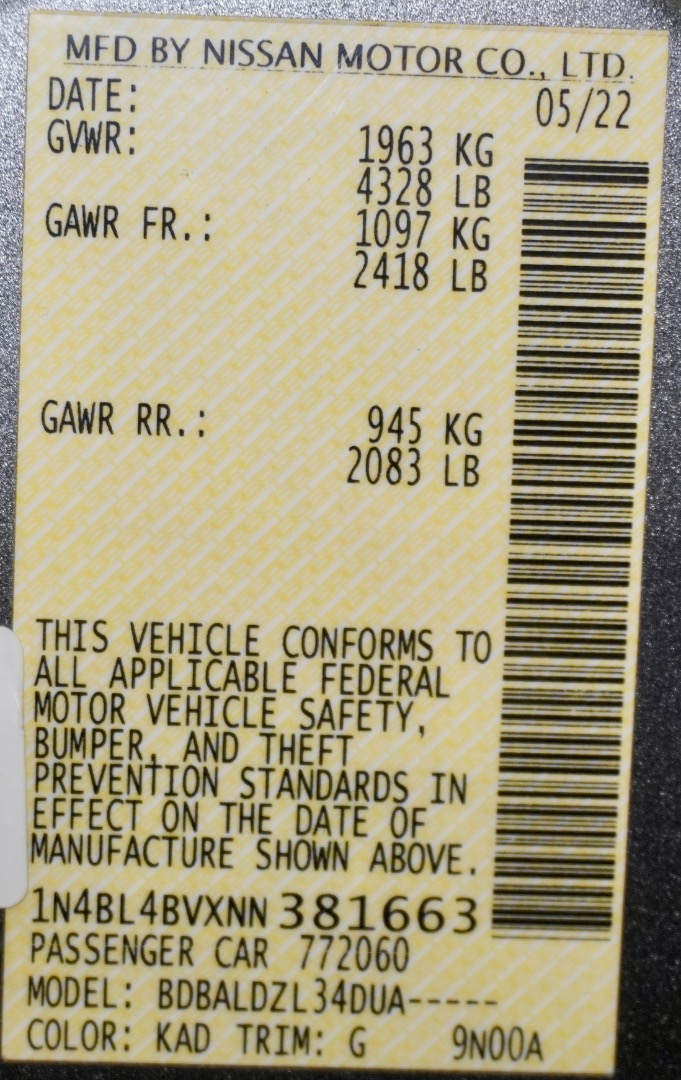 MFD BY NISSAN MOTOR CO., LTD.
DATE: 05/22
GVWR: 1963 KG
4328 LB
GAWR FR.: 1097 KG
2418 LB
GAWR RR.: 945 KG
2083 LB
THIS VEHICLE CONFORMS TO
ALL APPLICABLE FEDERAL
MOTOR VEHICLE SAFETY,
BUMPER, AND THEFT
PREVENTION STANDARDS IN
EFFECT ON THE DATE OF
MANUFACTURE SHOWN ABOVE.
1N4BL4BVXNN381663
PASSENGER CAR 772060
MODEL: BDBALDZL34DUA-----
COLOR: KAD TRIM: G 9N00A